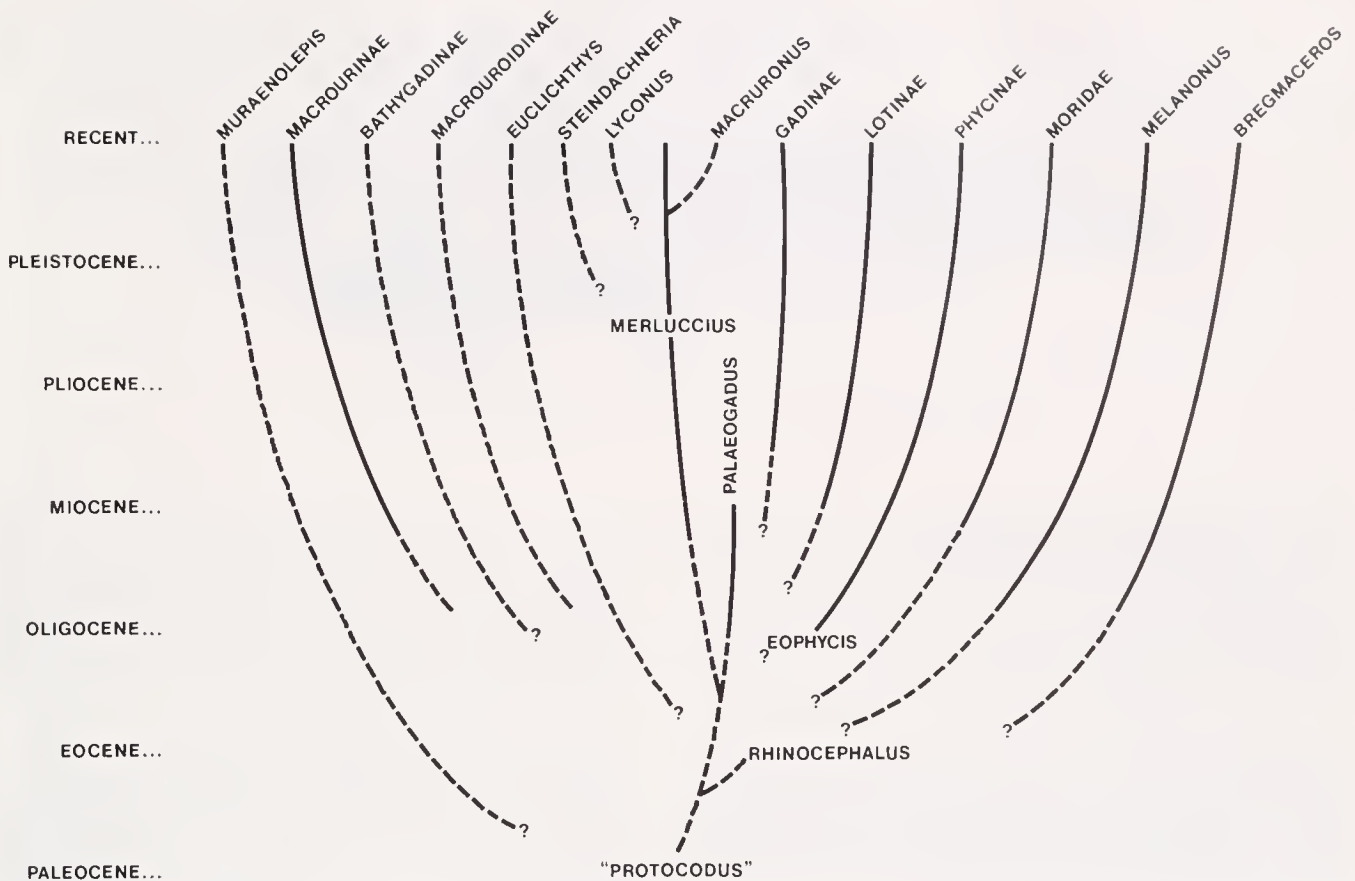 MURAENOLEPIS
MACROURINAE
BATHYGADINAE
MACROUROIDINAE
EUCLICHTHYS
STEINDACHNERIA
LYCONUS
MACRURONUS
GADINAE
LOTINAE
PHYCINAE
MORIDAE
MELANONUS
BREGMACEROS
RECENT...
?
PLEISTOCENE...
?
MERLUCCIUS
PLIOCENE...
PALAEOGADUS
MIOCENE...
?
?
OLIGOCENE...
?
EOPHYCIS
?
?
?
?
?
EOCENE...
RHINOCEPHALUS
?
PALEOCENE...
"PROTOCODUS"